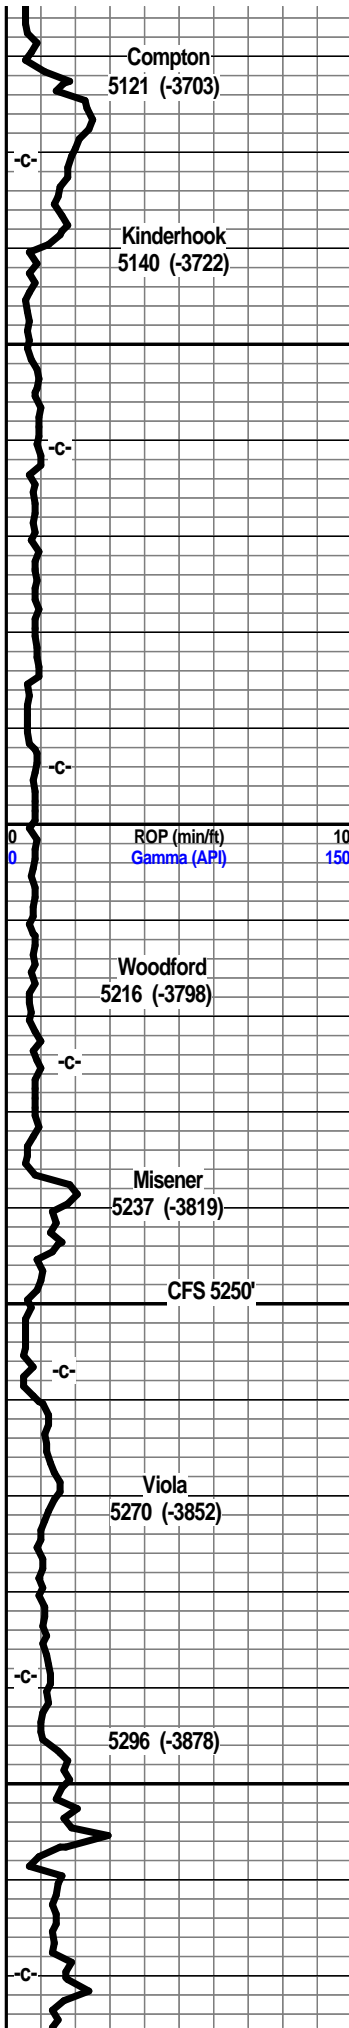 Compton
5121 (-3703)
-c-
Kinderhook
5140 (-3722)
-c-
-c-
0 ROP (min/ft) 10
0 Gamma (API) 150
Woodford
5216 (-3798)
-c-
Misener
5237 (-3819)
CFS 5250'
-c-
Viola
5270 (-3852)
-c-
5296 (-3878)
-c-